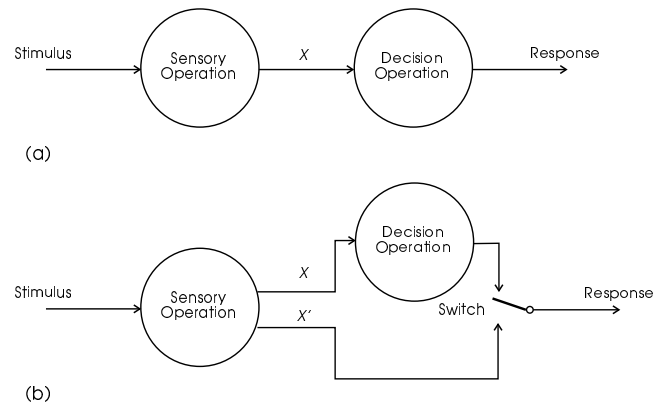 Stimulus
Sensory
Operation
X
Decision
Operation
Response
(a)
Stimulus
Sensory
Operation
X
X′
Decision
Operation
Switch
Response
(b)